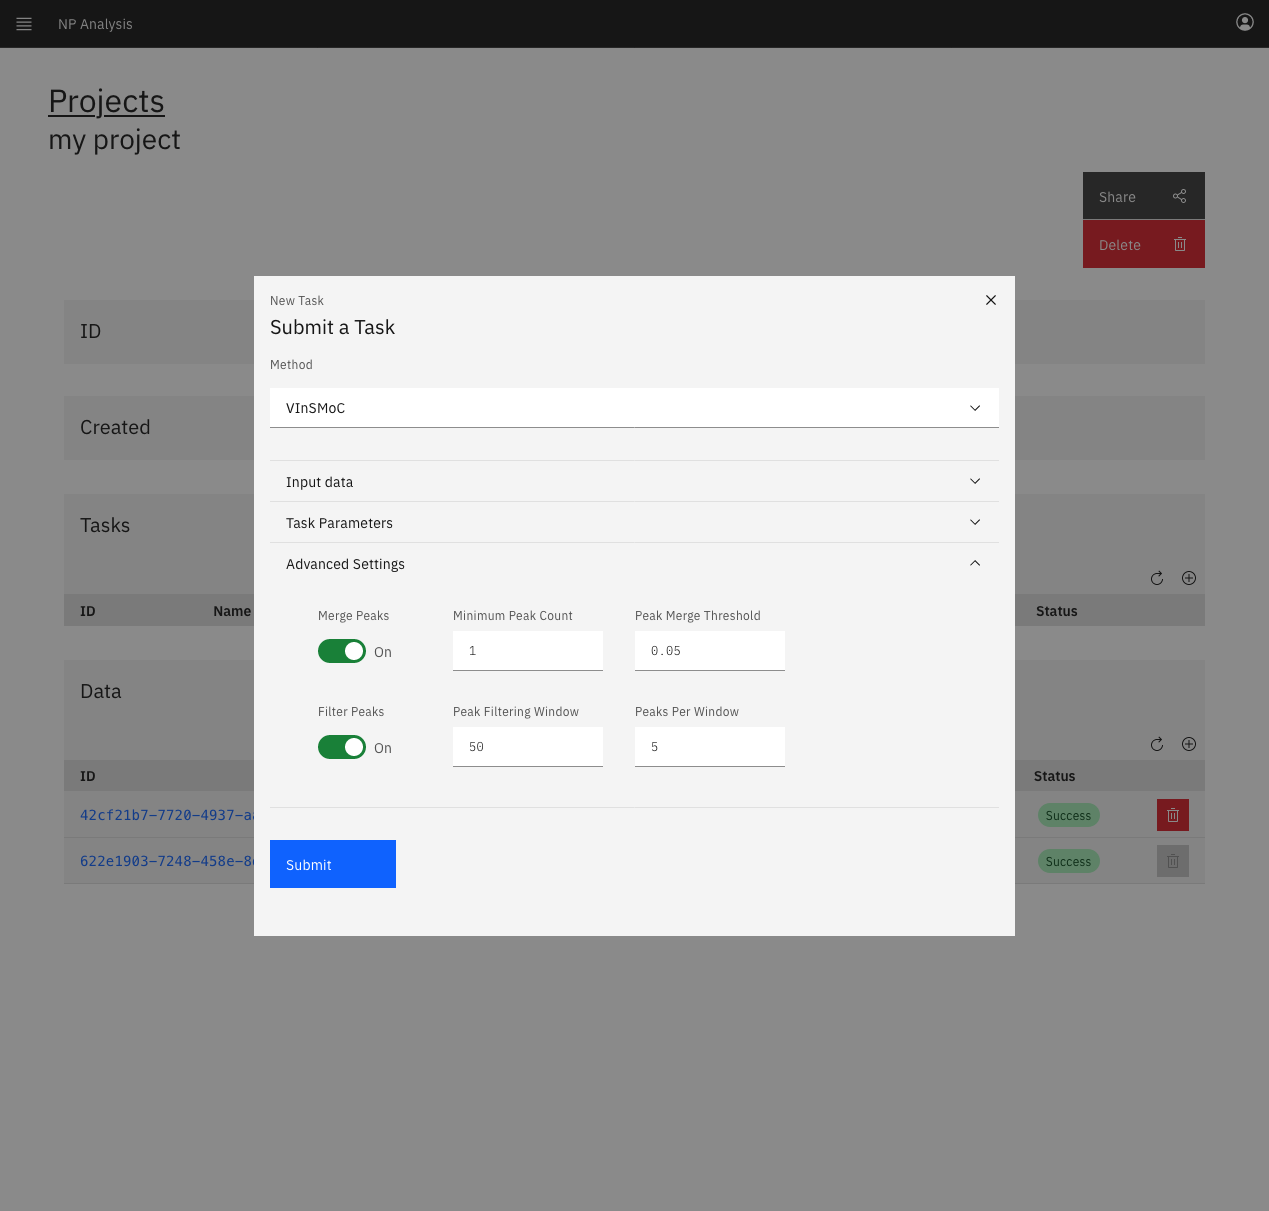 NP Analysis
Projects
my project
Share
Delete
New Task
Submit a Task
Method
VInSMoC
Input data
Task Parameters
Advanced Settings
Merge Peaks
On
Minimum Peak Count
1
Peak Merge Threshold
0.05
Filter Peaks
On
Peak Filtering Window
50
Peaks Per Window
5
Submit
ID
Created
Tasks
ID Name Status
Data
ID Status
42cf21b7-7720-4937- Success
622e1903-7248-458e- Success